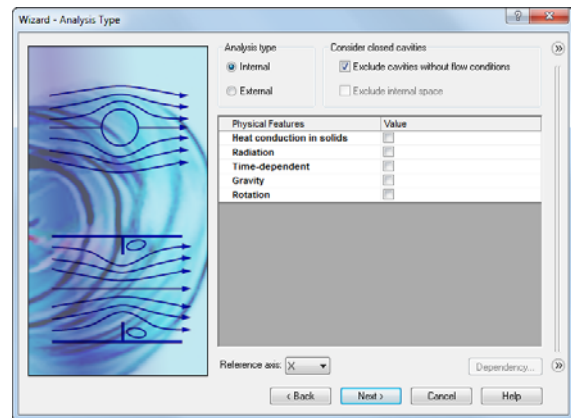 Wizard - Analysis Type
Analysis type
Consider closed cavities
Internal
Exclude cavities without flow conditions
External
Exclude internal space
Physical Features Value
Heat conduction in solids
Radiation
Time-dependent
Gravity
Rotation
Reference axis: X
Dependency...
< Back Next > Cancel Help